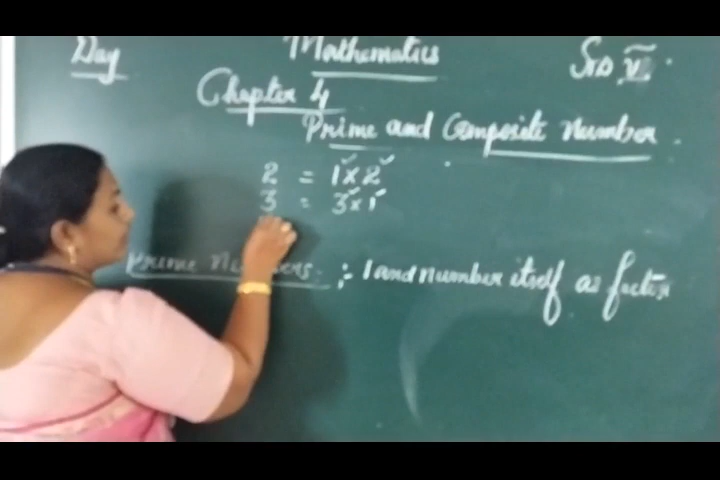 Day Mathematics Std V
Chapter 4
Prime and Composite Number
2 = 1 x 2
3 = 3 x 1
Prime Numbers :- 1 and number itself as factor